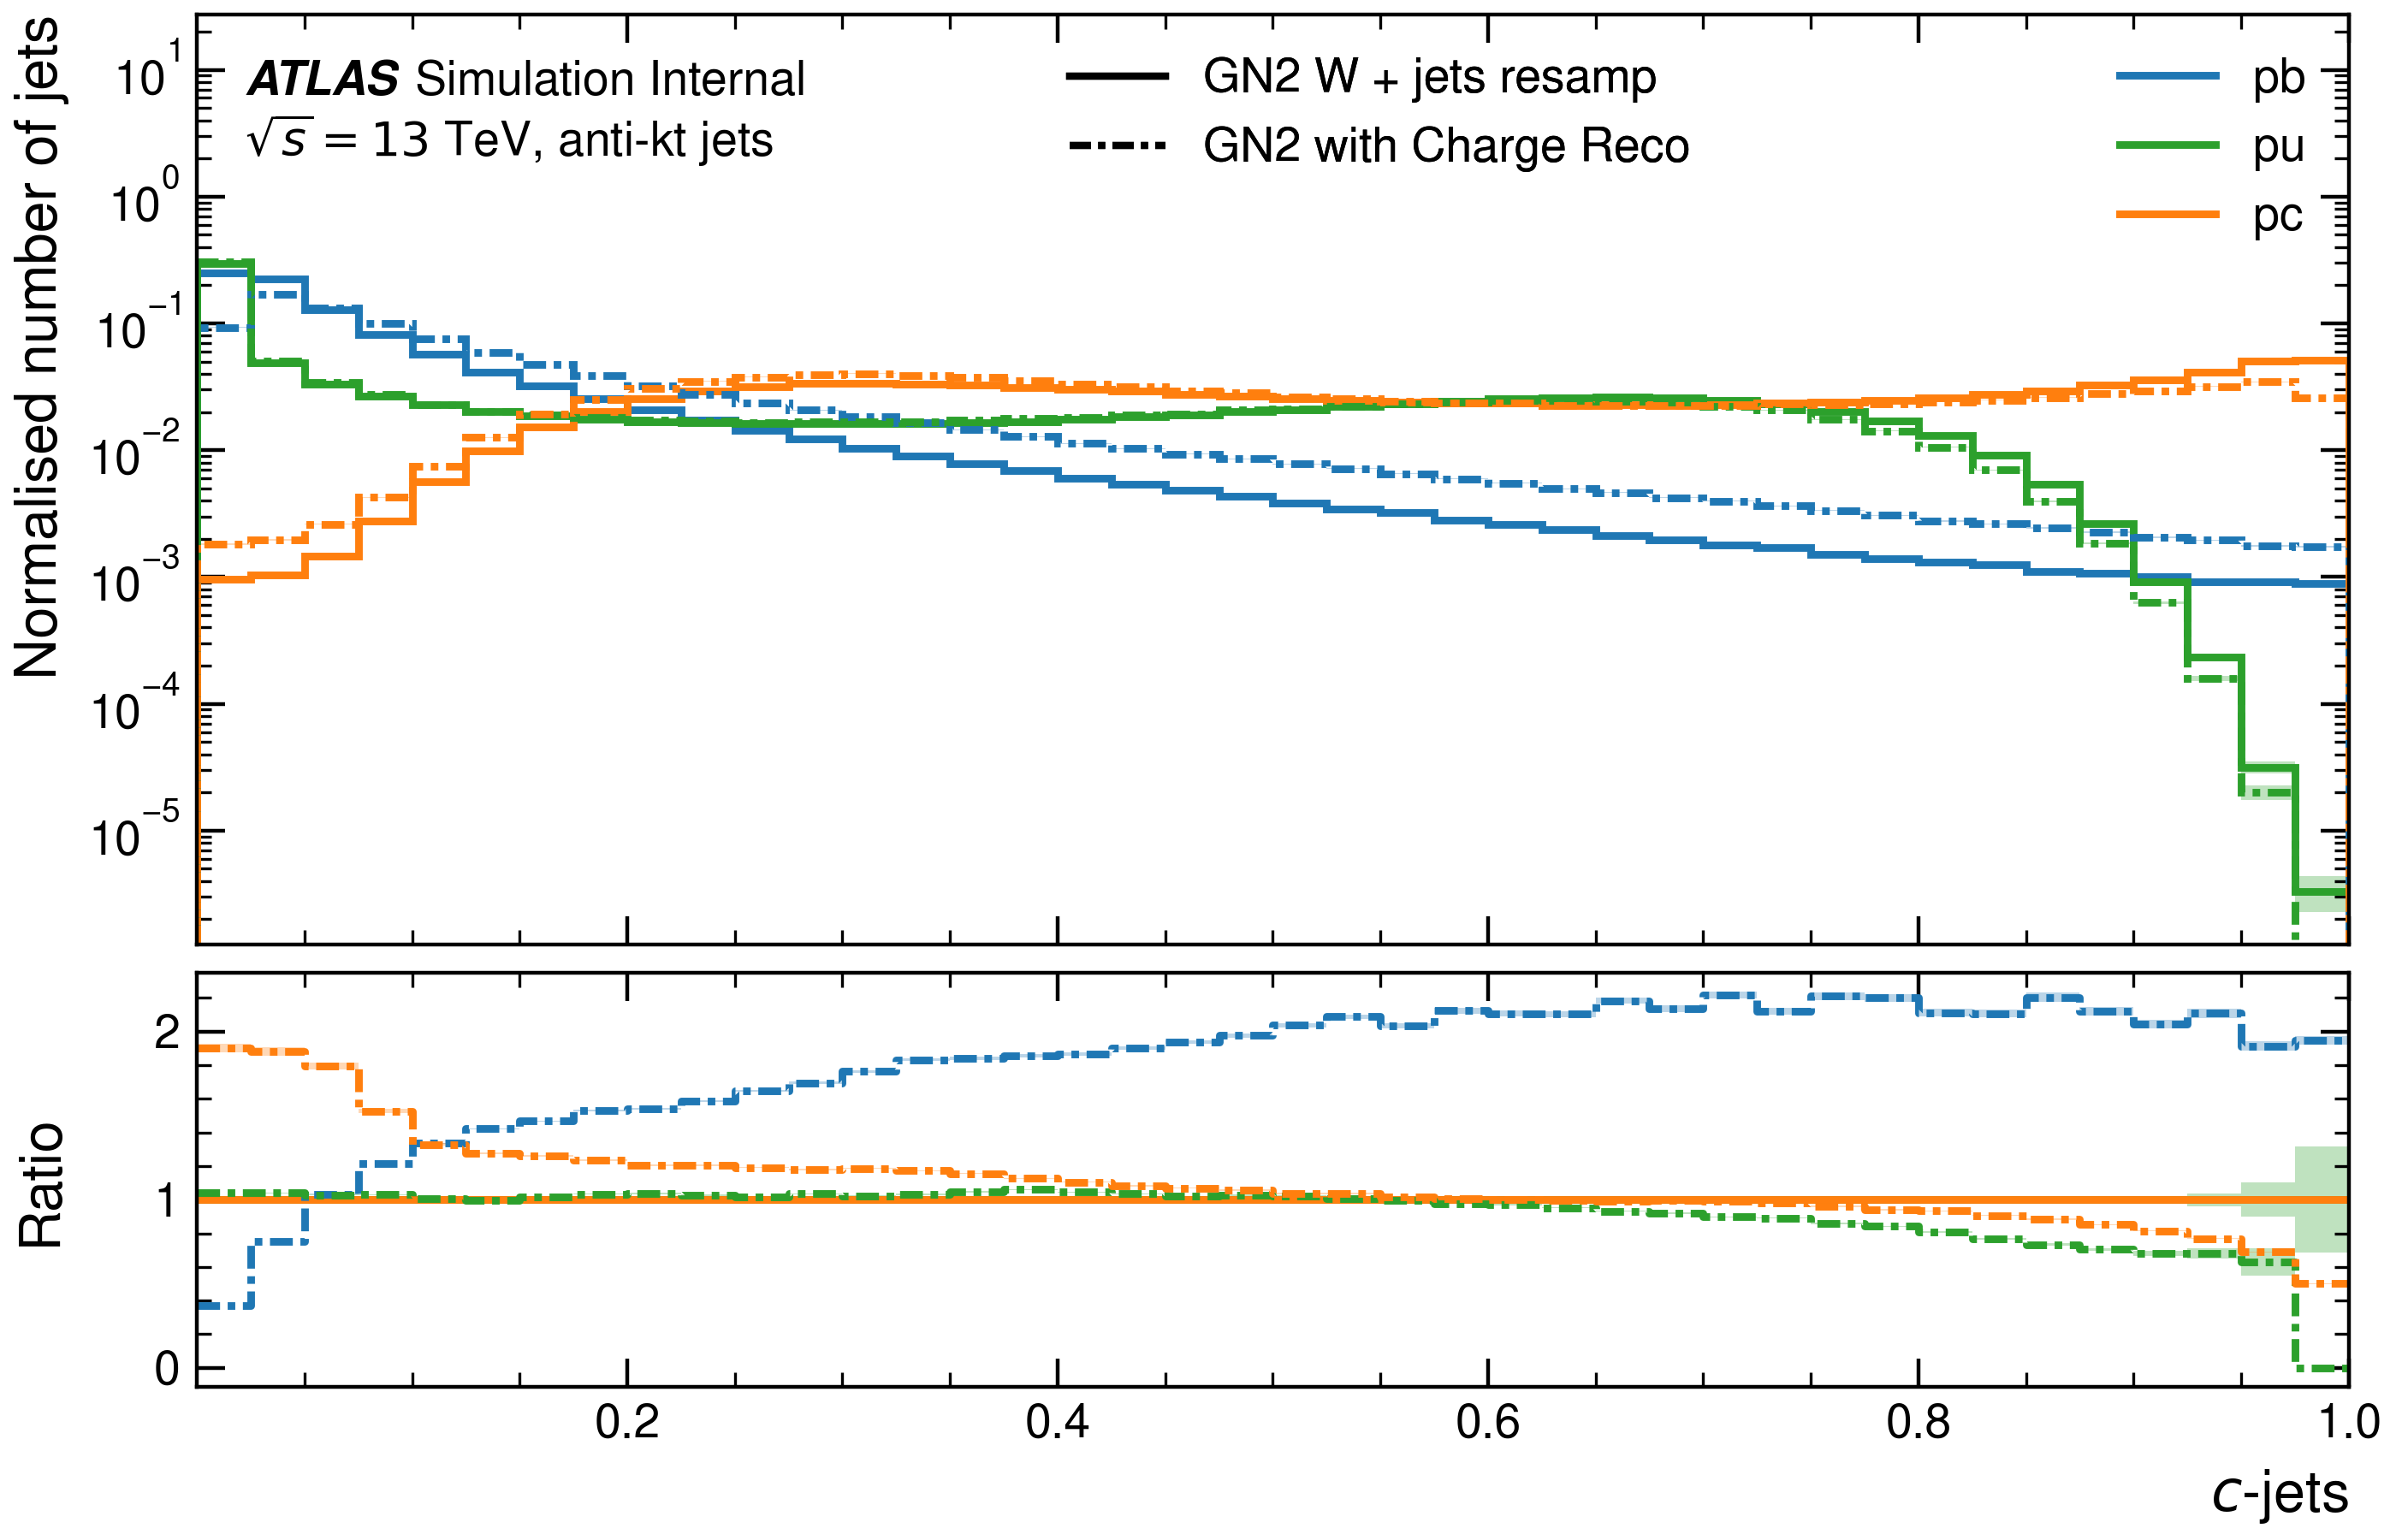 Normalised number of jets
10^1
10^0
10^−1
10^−2
10^−3
10^−4
10^−5
ATLAS Simulation Internal
√s = 13 TeV, anti-kt jets
GN2 W + jets resamp
GN2 with Charge Reco
pb
pu
pc
Ratio
2
1
0
0.2 0.4 0.6 0.8 1.0
c-jets